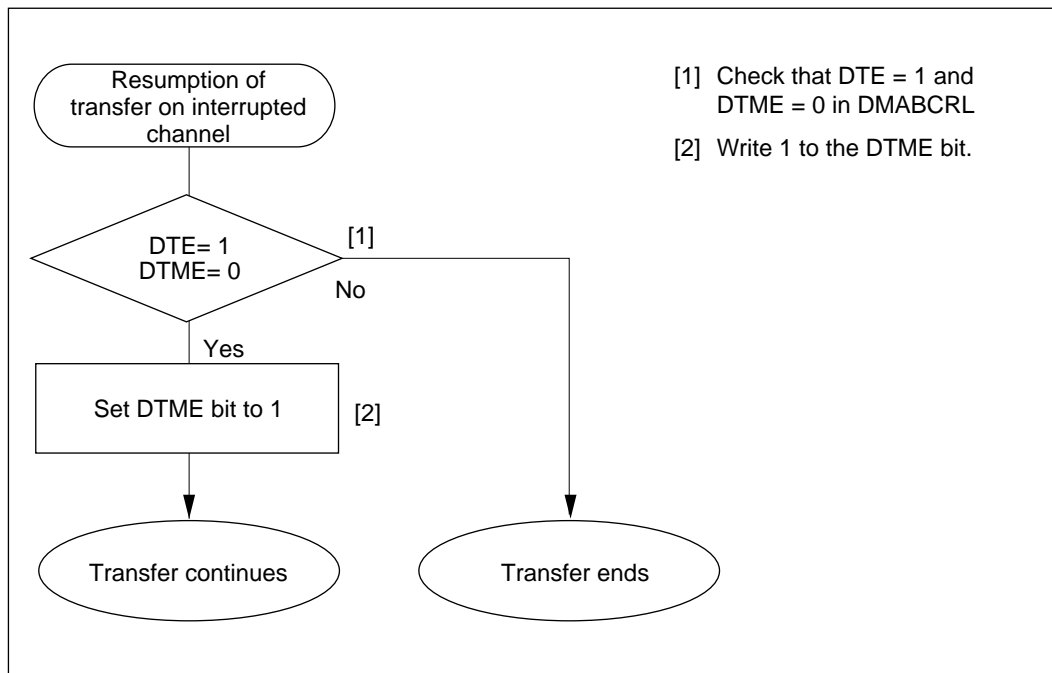 Resumption of
transfer on interrupted
channel
[1] Check that DTE = 1 and
DTME = 0 in DMABCRL
[2] Write 1 to the DTME bit.
DTE= 1
DTME= 0
[1]
No
Yes
Set DTME bit to 1
[2]
Transfer continues
Transfer ends